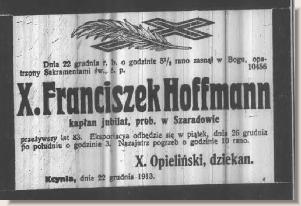 Dnia 22 grudnia r. b. o godzinie 5½ rano zasnął w Bogu, opa-
trzony Sakramentami św., ś. p.
10456
X. Franciszek Hoffmann
kapłan jubilat, prob. w Szaradowie
przeżywszy lat 83. Eksportacya odbędzie się w piątek, dnia 26 grudnia
po południu o godzinie 3. Nazajutrz pogrzeb o godzinie 10 rano.
X. Opieliński, dziekan.
Kcynia, dnia 22 grudnia 1913.